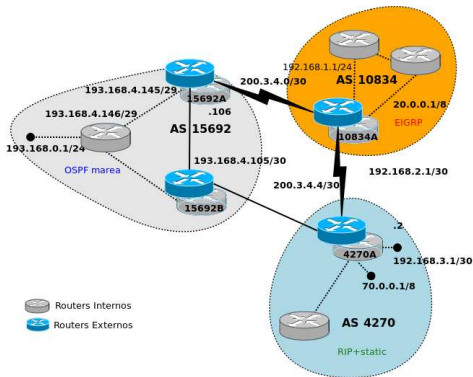 192.168.1.1/24
AS 10834
200.3.4.0/30
193.168.4.145/29
15692A
.106
193.168.4.146/29
20.0.0.1/8
EIGRP
10834A
AS 15692
193.168.0.1/24
193.168.4.105/30
OSPF marea
192.168.2.1/30
200.3.4.4/30
15692B
.2
4270A
192.168.3.1/30
70.0.0.1/8
Routers Internos
AS 4270
Routers Externos
RIP+static